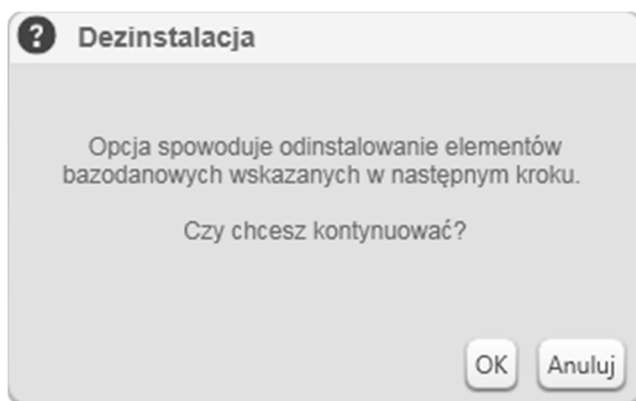 Dezinstalacja
Opcja spowoduje odinstalowanie elementów
bazodanowych wskazanych w następnym kroku.
Czy chcesz kontynuować?
OK Anuluj